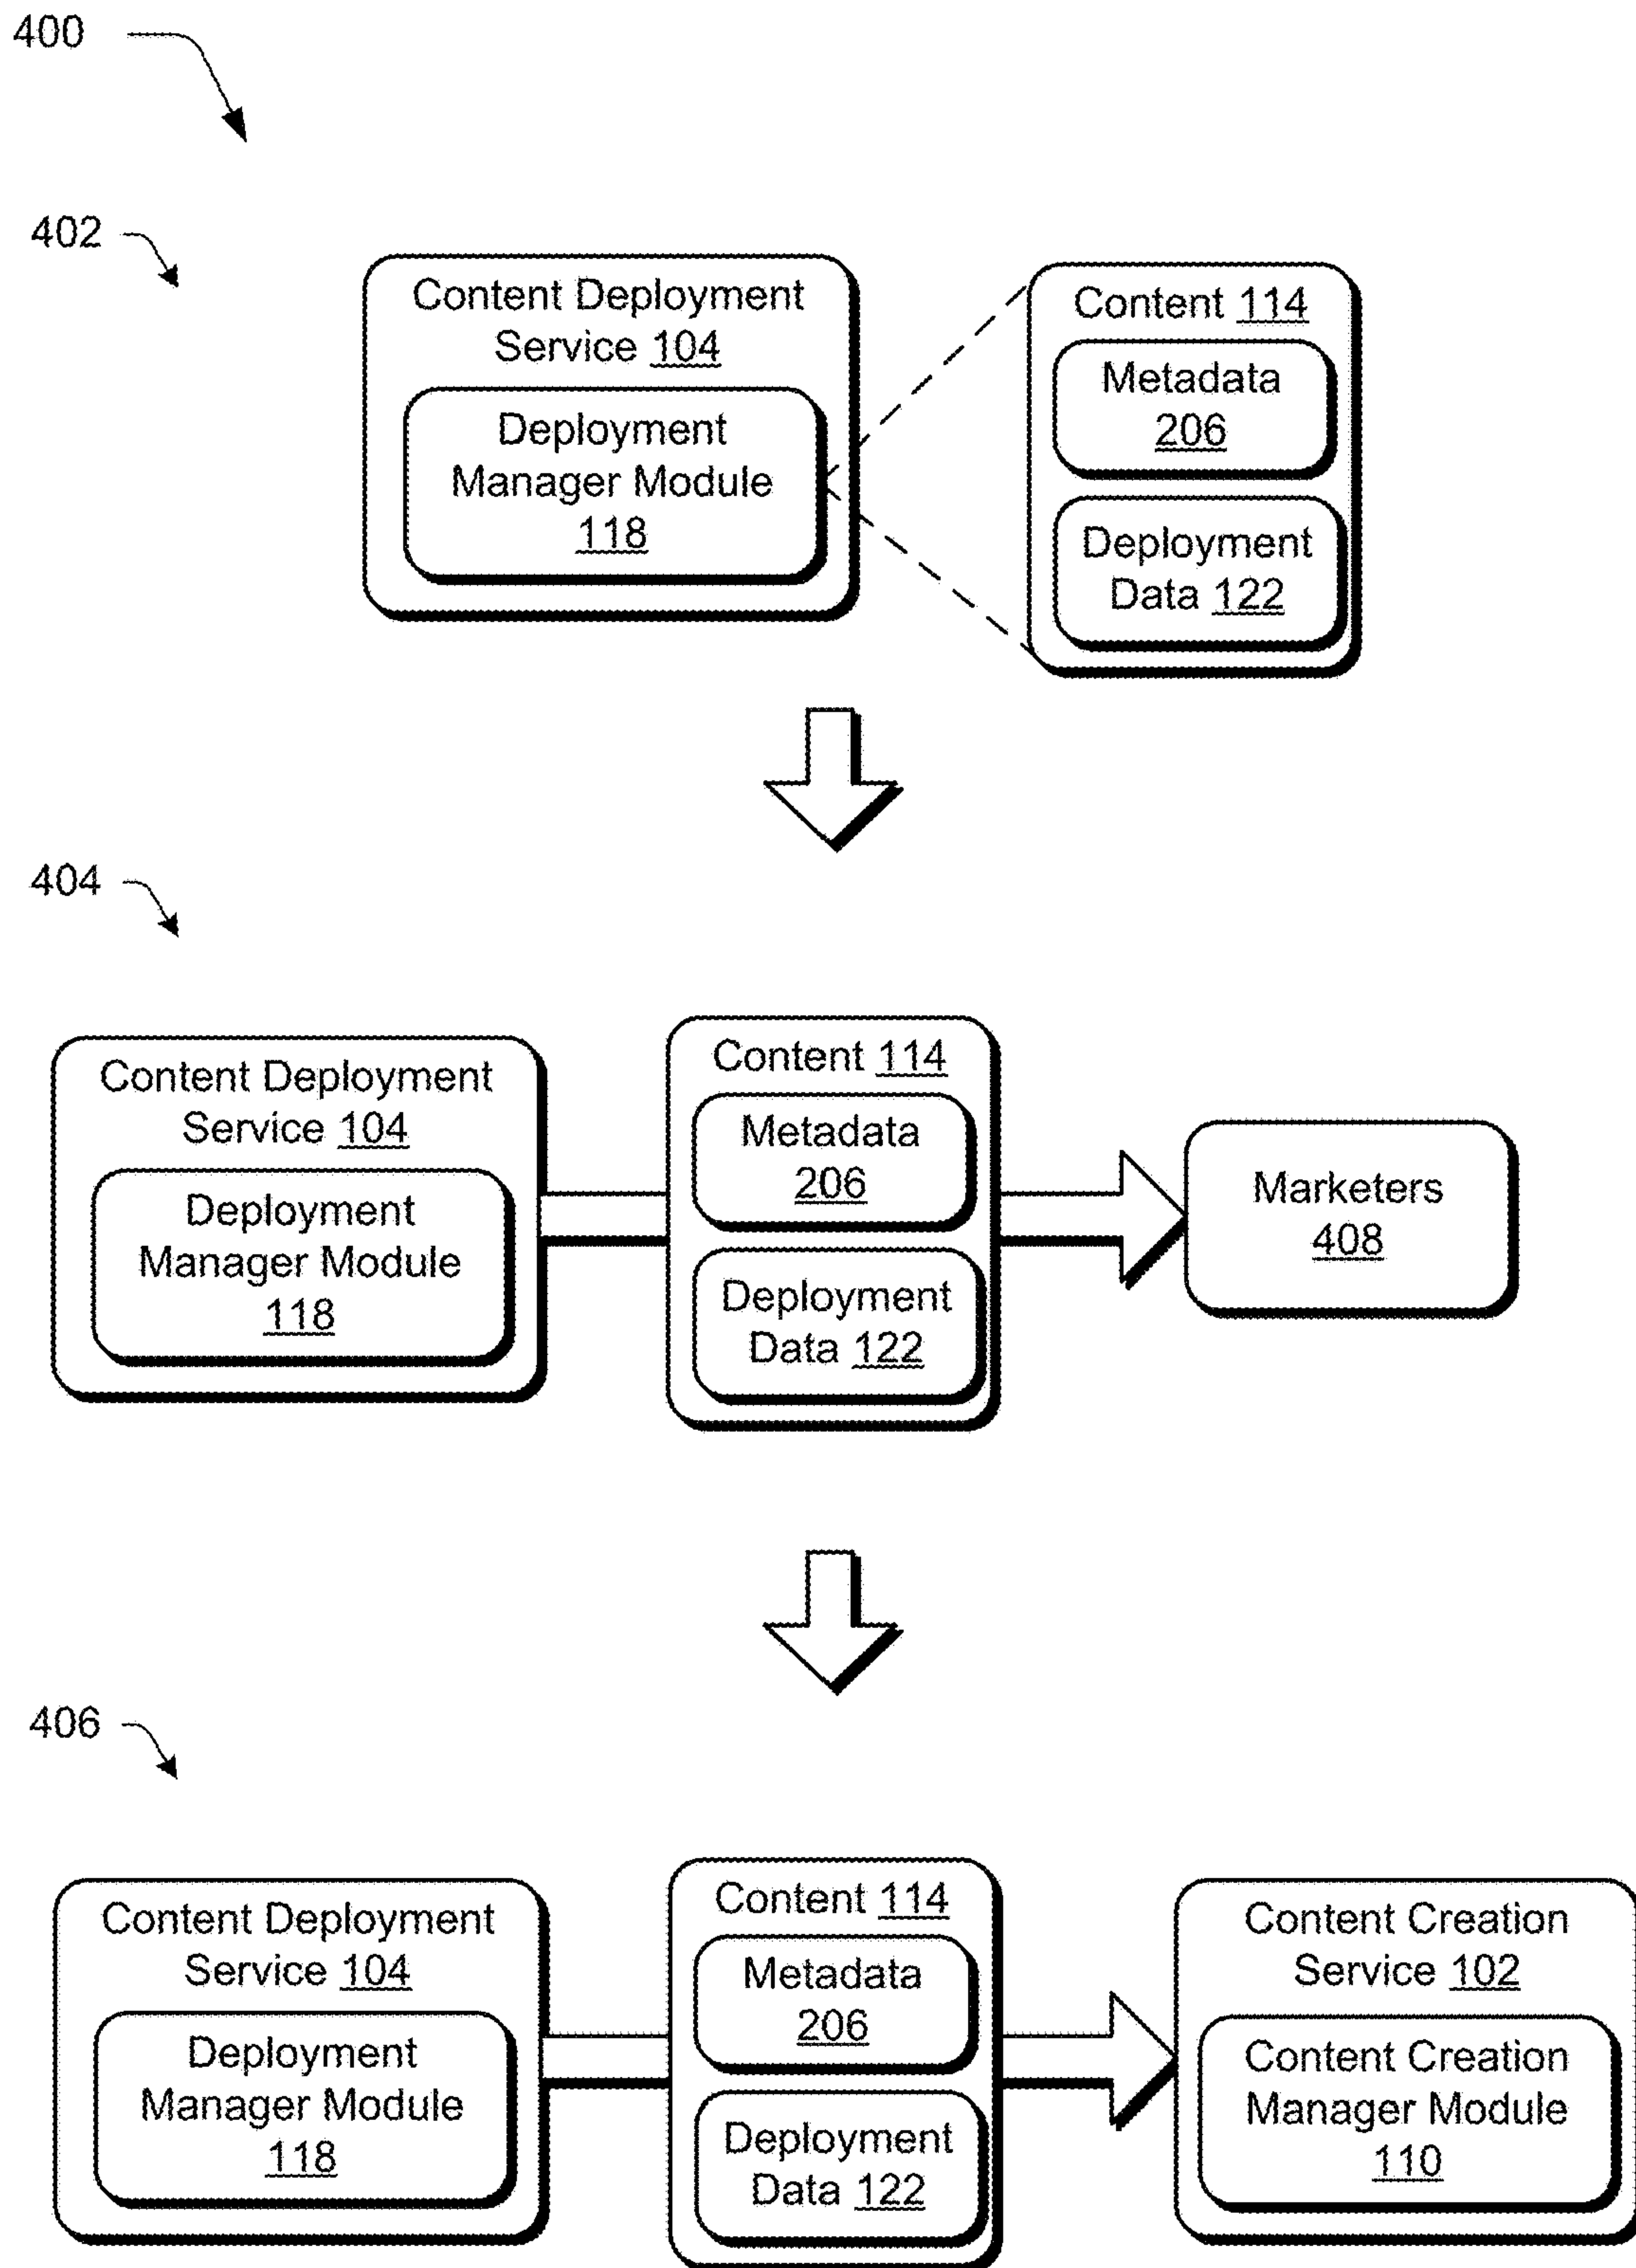 400
402
Content Deployment
Service 104
Deployment
Manager Module
118
Content 114
Metadata
206
Deployment
Data 122
404
Content Deployment
Service 104
Deployment
Manager Module
118
Content 114
Metadata
206
Deployment
Data 122
Marketers
408
406
Content Deployment
Service 104
Deployment
Manager Module
118
Content 114
Metadata
206
Deployment
Data 122
Content Creation
Service 102
Content Creation
Manager Module
110